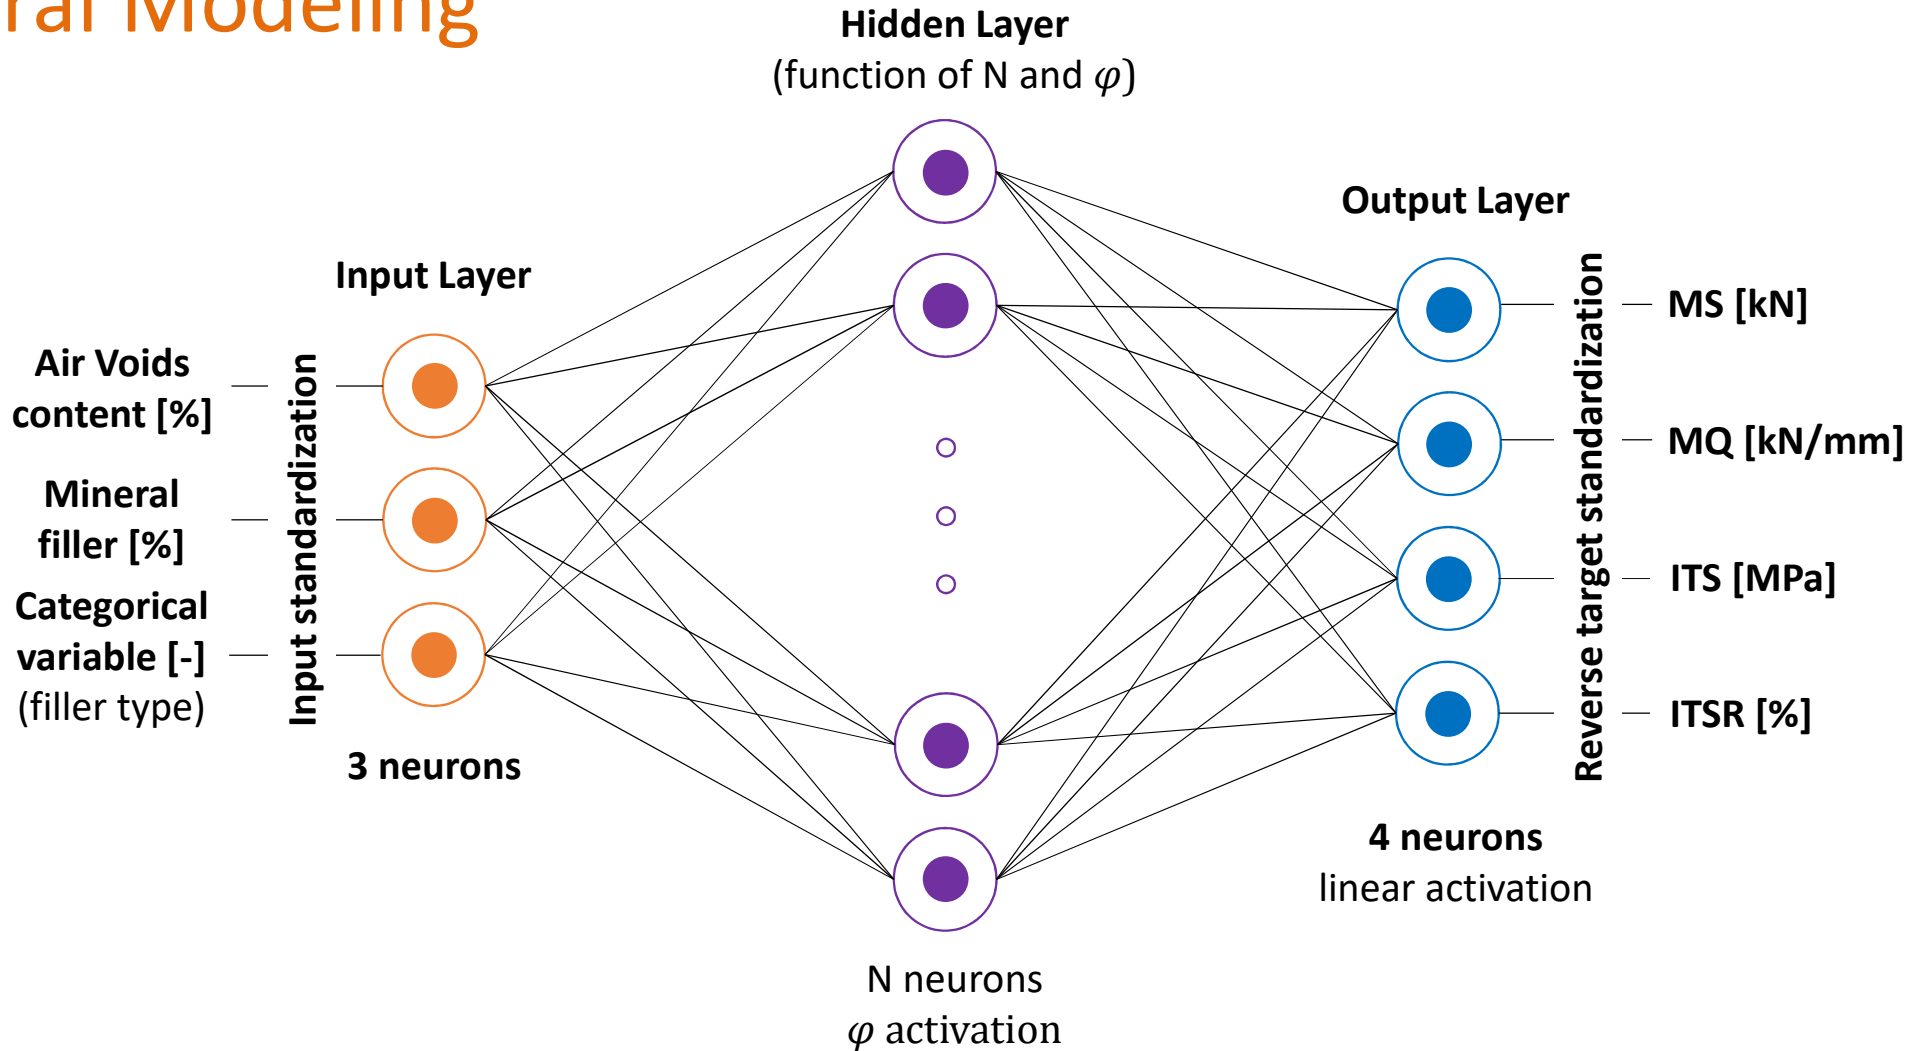 ral Modeling
Hidden Layer
(function of N and φ)
Output Layer
Input Layer
Air Voids
content [%]
Mineral
filler [%]
Categorical
variable [-]
(filler type)
Input standardization
3 neurons
N neurons
φ activation
4 neurons
linear activation
Reverse target standardization
MS [kN]
MQ [kN/mm]
ITS [MPa]
ITSR [%]